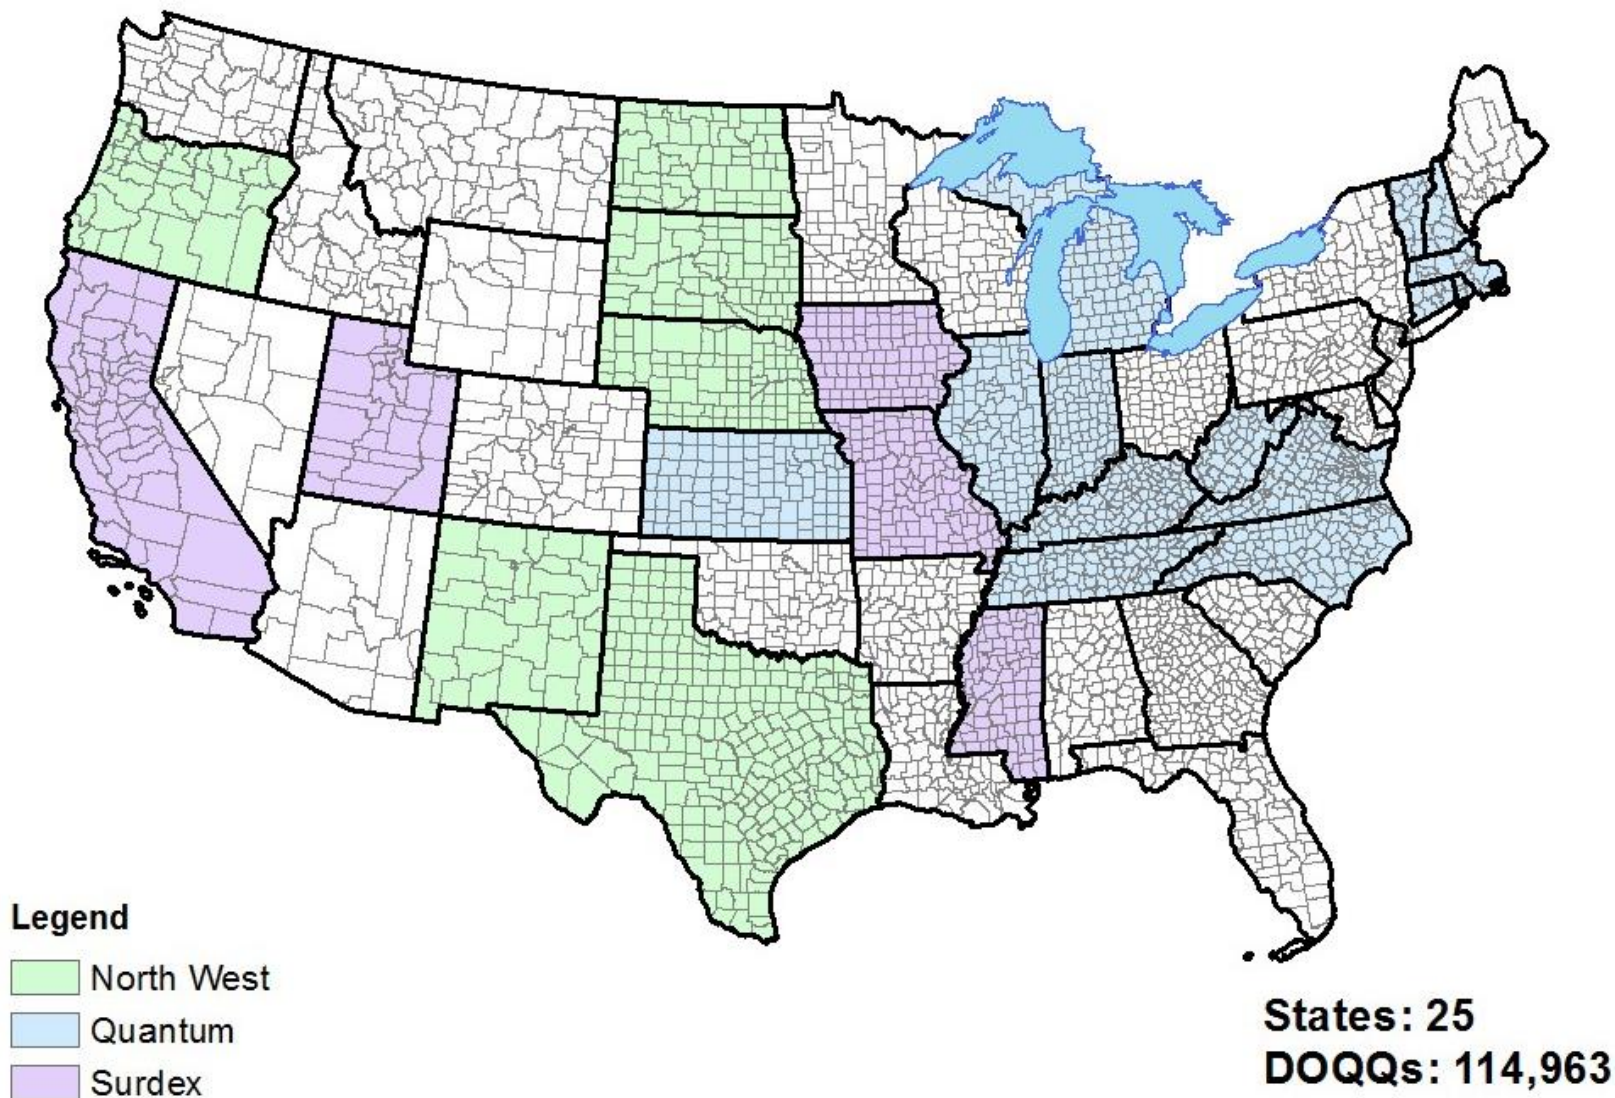 Legend
North West
Quantum
Surdex
States: 25
DOQQs: 114,963